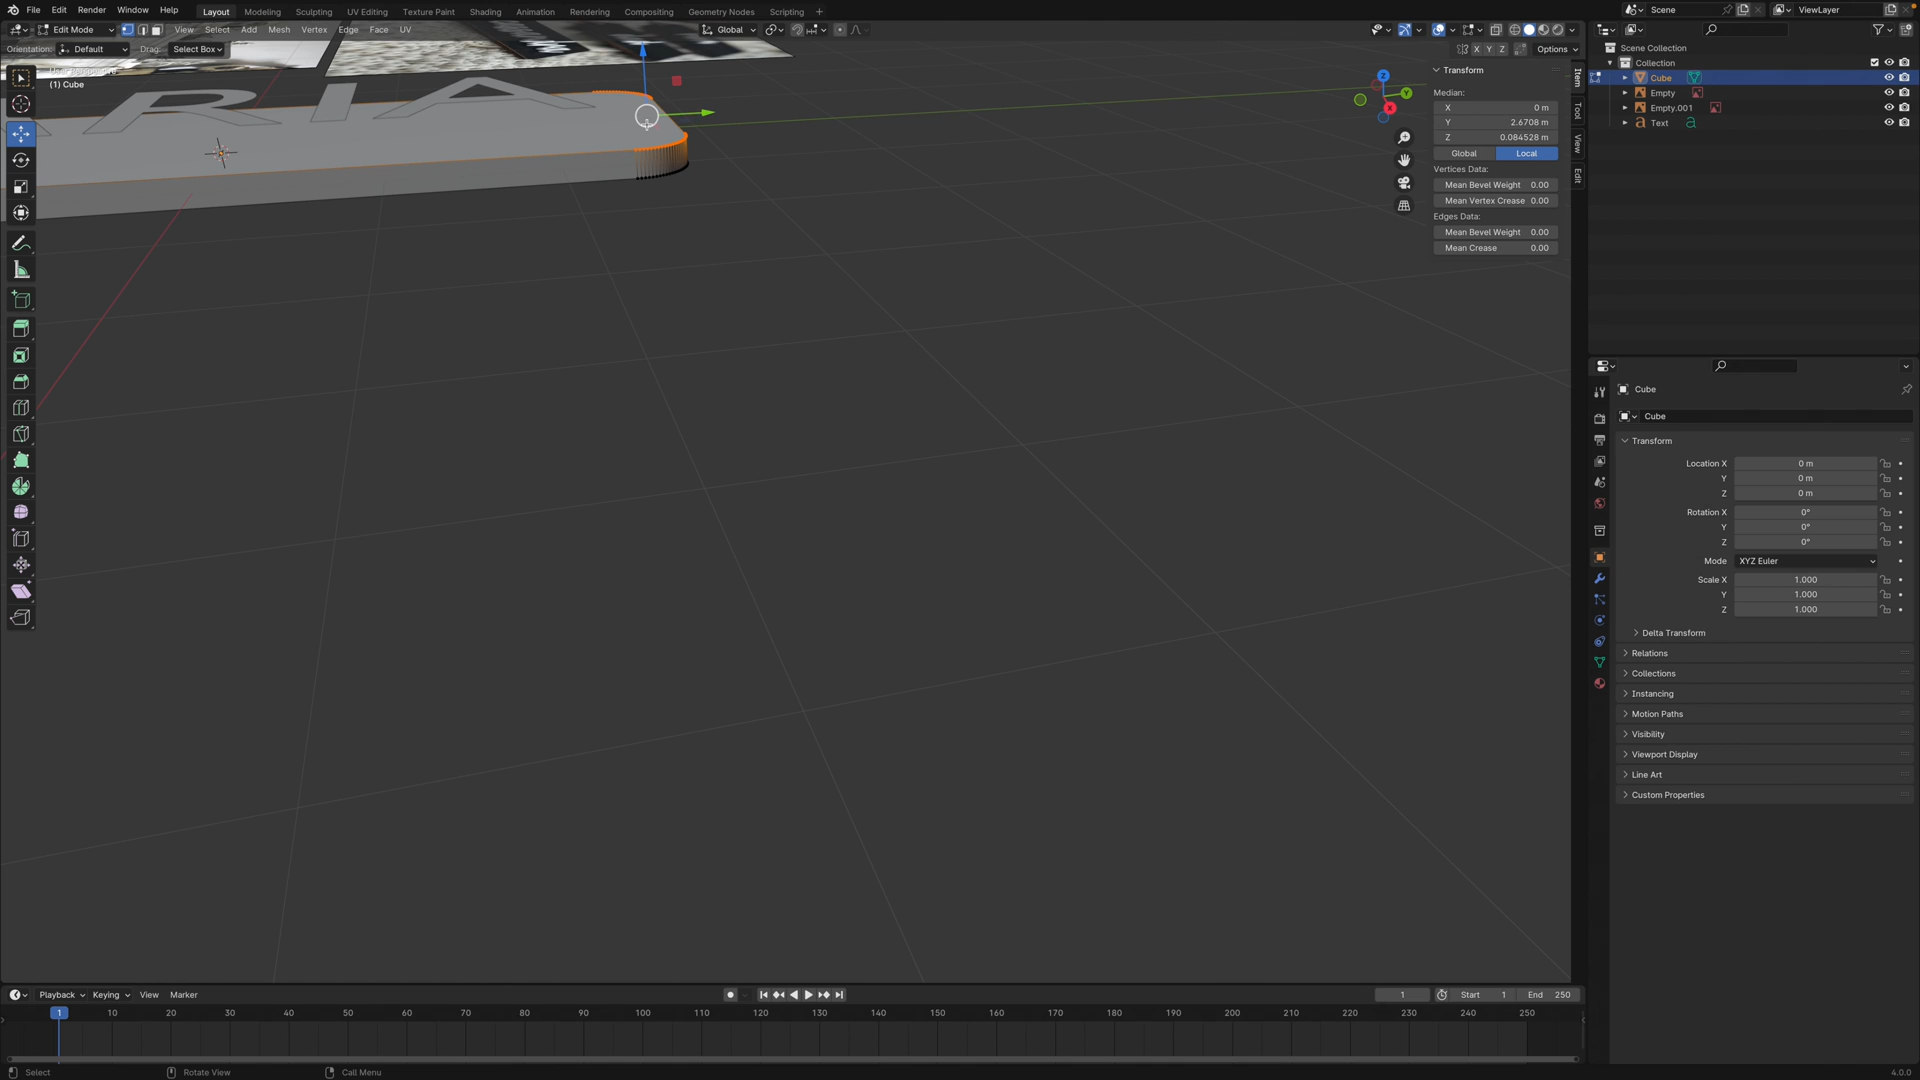 File Edit Render Window Help Layout Modeling Sculpting UV Editing Texture Paint Shading Animation Rendering Compositing Geometry Nodes Scripting + Scene ViewLayer
Edit Mode View Select Add Mesh Vertex Edge Face UV Global
Orientation: Default Drag: Select Box X Y Z Options
(1) Cube
RIA
Z
Y
X
Transform
Median:
X 0 m
Y 2.6708 m
Z 0.084528 m
Global Local
Vertices Data:
Mean Bevel Weight 0.00
Mean Vertex Crease 0.00
Edges Data:
Mean Bevel Weight 0.00
Mean Crease 0.00
Item
Tool
View
Edit
Scene Collection
Collection
Cube
Empty
Empty.001
Text
Cube
Cube
Transform
Location X 0 m
Y 0 m
Z 0 m
Rotation X 0°
Y 0°
Z 0°
Mode XYZ Euler
Scale X 1.000
Y 1.000
Z 1.000
Delta Transform
Relations
Collections
Instancing
Motion Paths
Visibility
Viewport Display
Line Art
Custom Properties
Playback Keying View Marker 1 Start 1 End 250
1 10 20 30 40 50 60 70 80 90 100 110 120 130 140 150 160 170 180 190 200 210 220 230 240 250
Select Rotate View Call Menu 4.0.0